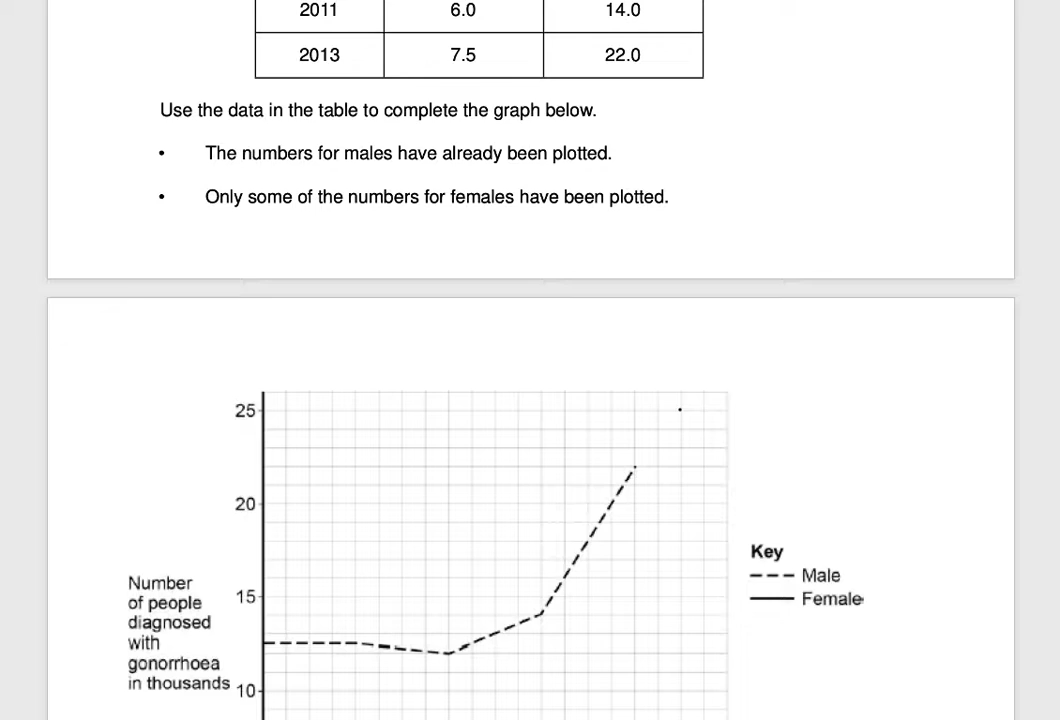 2011 6.0 14.0
2013 7.5 22.0
Use the data in the table to complete the graph below.
• The numbers for males have already been plotted.
• Only some of the numbers for females have been plotted.
25
20
15
10
Number
of people
diagnosed
with
gonorrhoea
in thousands
Key
Male
Female